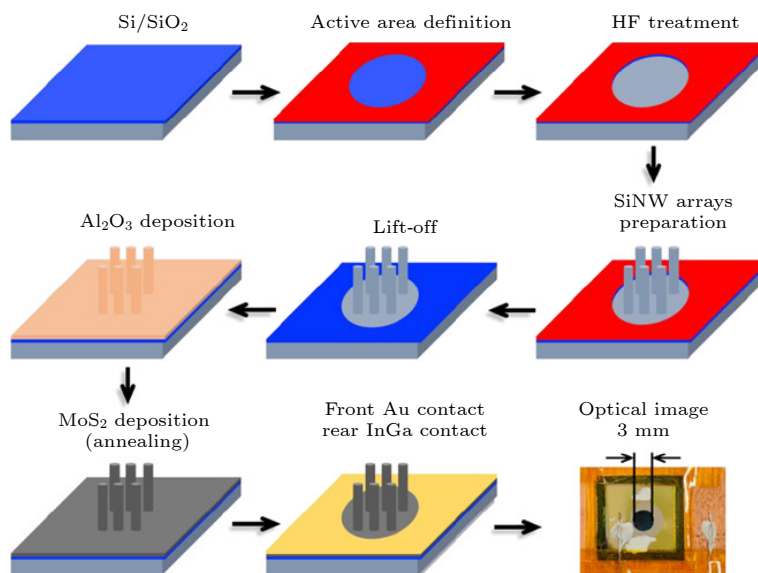 Si/SiO₂
Active area definition
HF treatment
SiNW arrays
preparation
Lift-off
Al₂O₃ deposition
MoS₂ deposition
(annealing)
Front Au contact
rear InGa contact
Optical image
3 mm